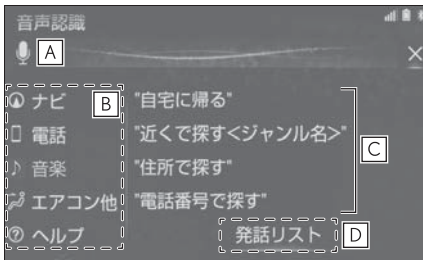 音声認識
A
B
C
D
ナビ "自宅に帰る"
電話 "近くで探す<ジャンル名>"
音楽 "住所で探す"
エアコン他 "電話番号で探す"
ヘルプ 発話リスト